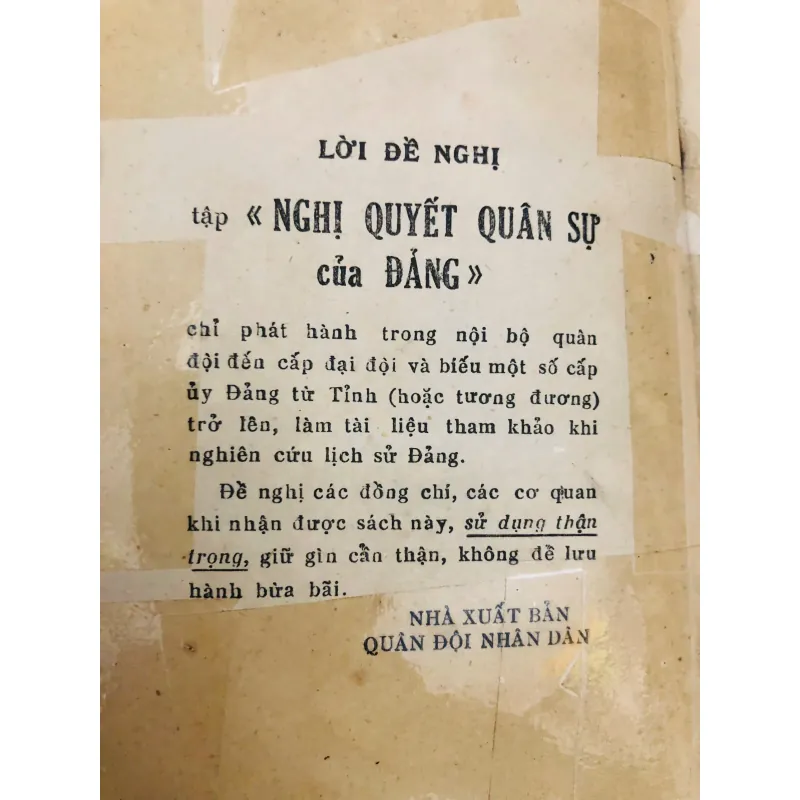 LỜI ĐỀ NGHỊ
tập « NGHỊ QUYẾT QUÂN SỰ
của ĐẢNG »
chỉ phát hành trong nội bộ quân
đội đến cấp đại đội và biếu một số cấp
ủy Đảng từ Tỉnh (hoặc tương đương)
trở lên, làm tài liệu tham khảo khi
nghiên cứu lịch sử Đảng.
Đề nghị các đồng chí, các cơ quan
khi nhận được sách này, sử dụng thận
trọng, giữ gìn cẩn thận, không để lưu
hành bừa bãi.
NHÀ XUẤT BẢN
QUÂN ĐỘI NHÂN DÂN